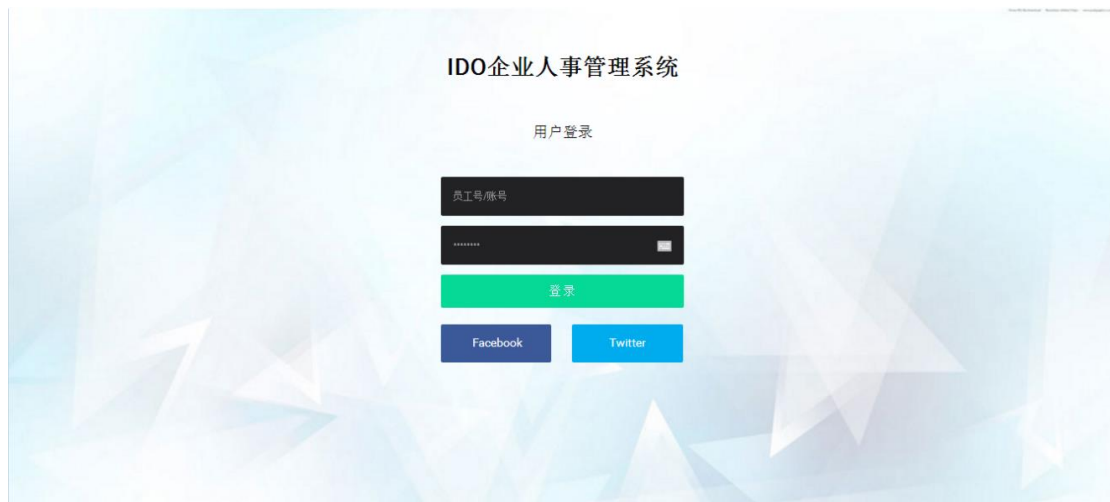 IDO企业人事管理系统
用户登录
员工号/账号
********
登录
Facebook Twitter